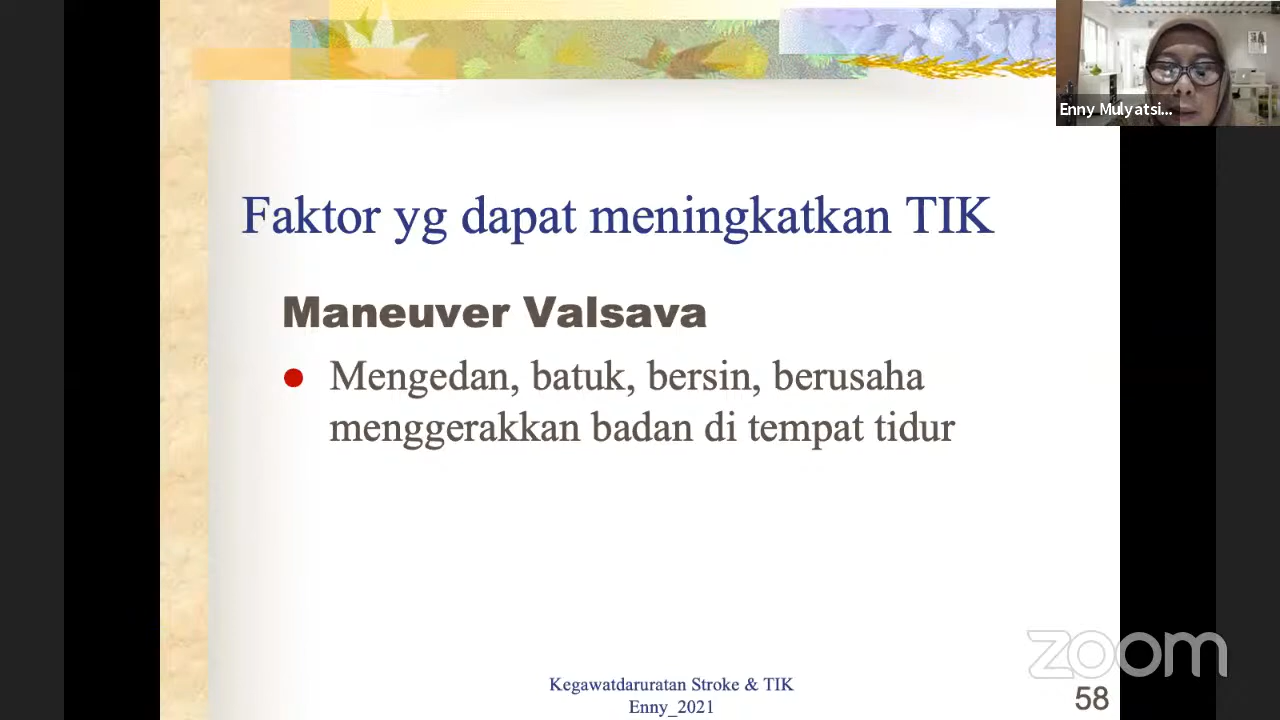 Enny Mulyatsi...
Faktor yg dapat meningkatkan TIK
Maneuver Valsava
Mengedan, batuk, bersin, berusaha
menggerakkan badan di tempat tidur
zoom
Kegawatdaruratan Stroke & TIK
Enny_2021
58